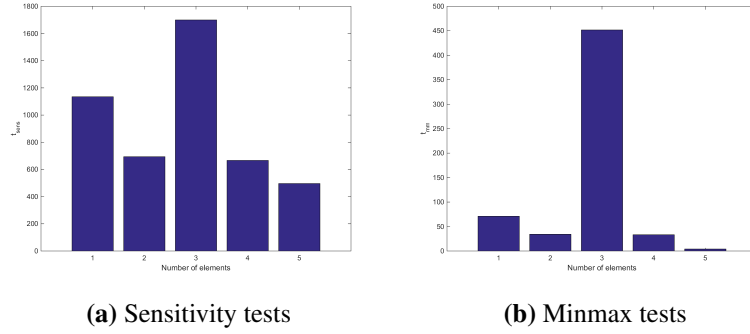 1800
1600
1400
1200
1000
800
600
400
200
0
t_sens
1 2 3 4 5
Number of elements
(a) Sensitivity tests
500
450
400
350
300
250
200
150
100
50
0
t_min
1 2 3 4 5
Number of elements
(b) Minmax tests